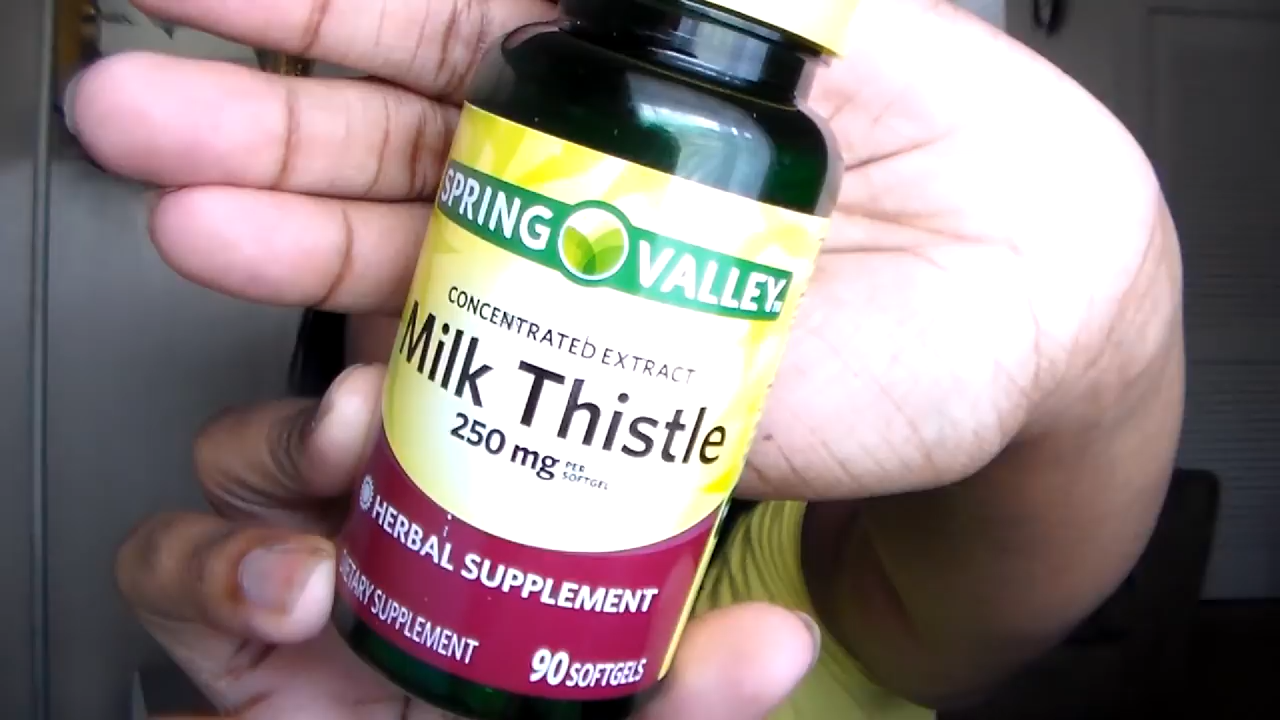 SPRING VALLEY
CONCENTRATED EXTRACT
Milk Thistle
250 mg PER SOFTGEL
HERBAL SUPPLEMENT
DIETARY SUPPLEMENT
90 SOFTGELS